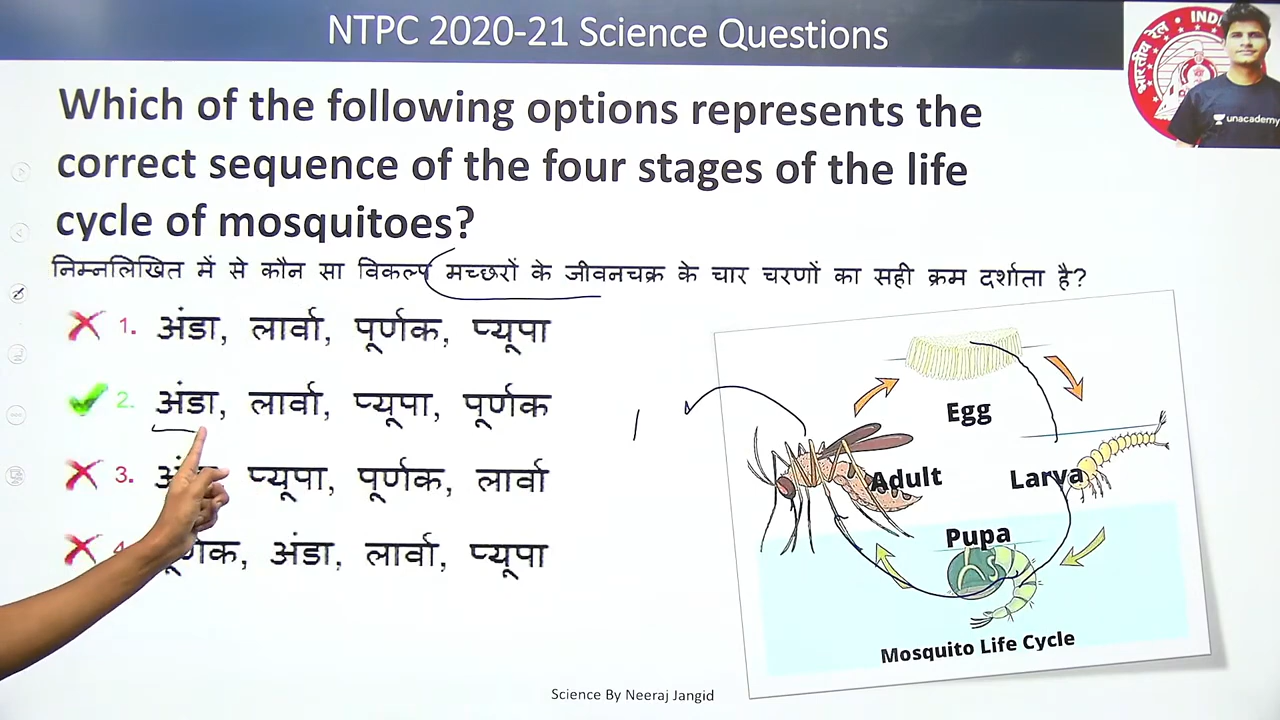 NTPC 2020-21 Science Questions
भारतीय रेल • IND
unacademy
Which of the following options represents the
correct sequence of the four stages of the life
cycle of mosquitoes?
निम्नलिखित में से कौन सा विकल्प मच्छरों के जीवनचक्र के चार चरणों का सही क्रम दर्शाता है?
1. अंडा, लार्वा, पूर्णक, प्यूपा
2. अंडा, लार्वा, प्यूपा, पूर्णक
3. प्यूपा, पूर्णक, लार्वा
अंडा, लार्वा, प्यूपा
Egg
Adult
Larva
Pupa
Mosquito Life Cycle
Science By Neeraj Jangid